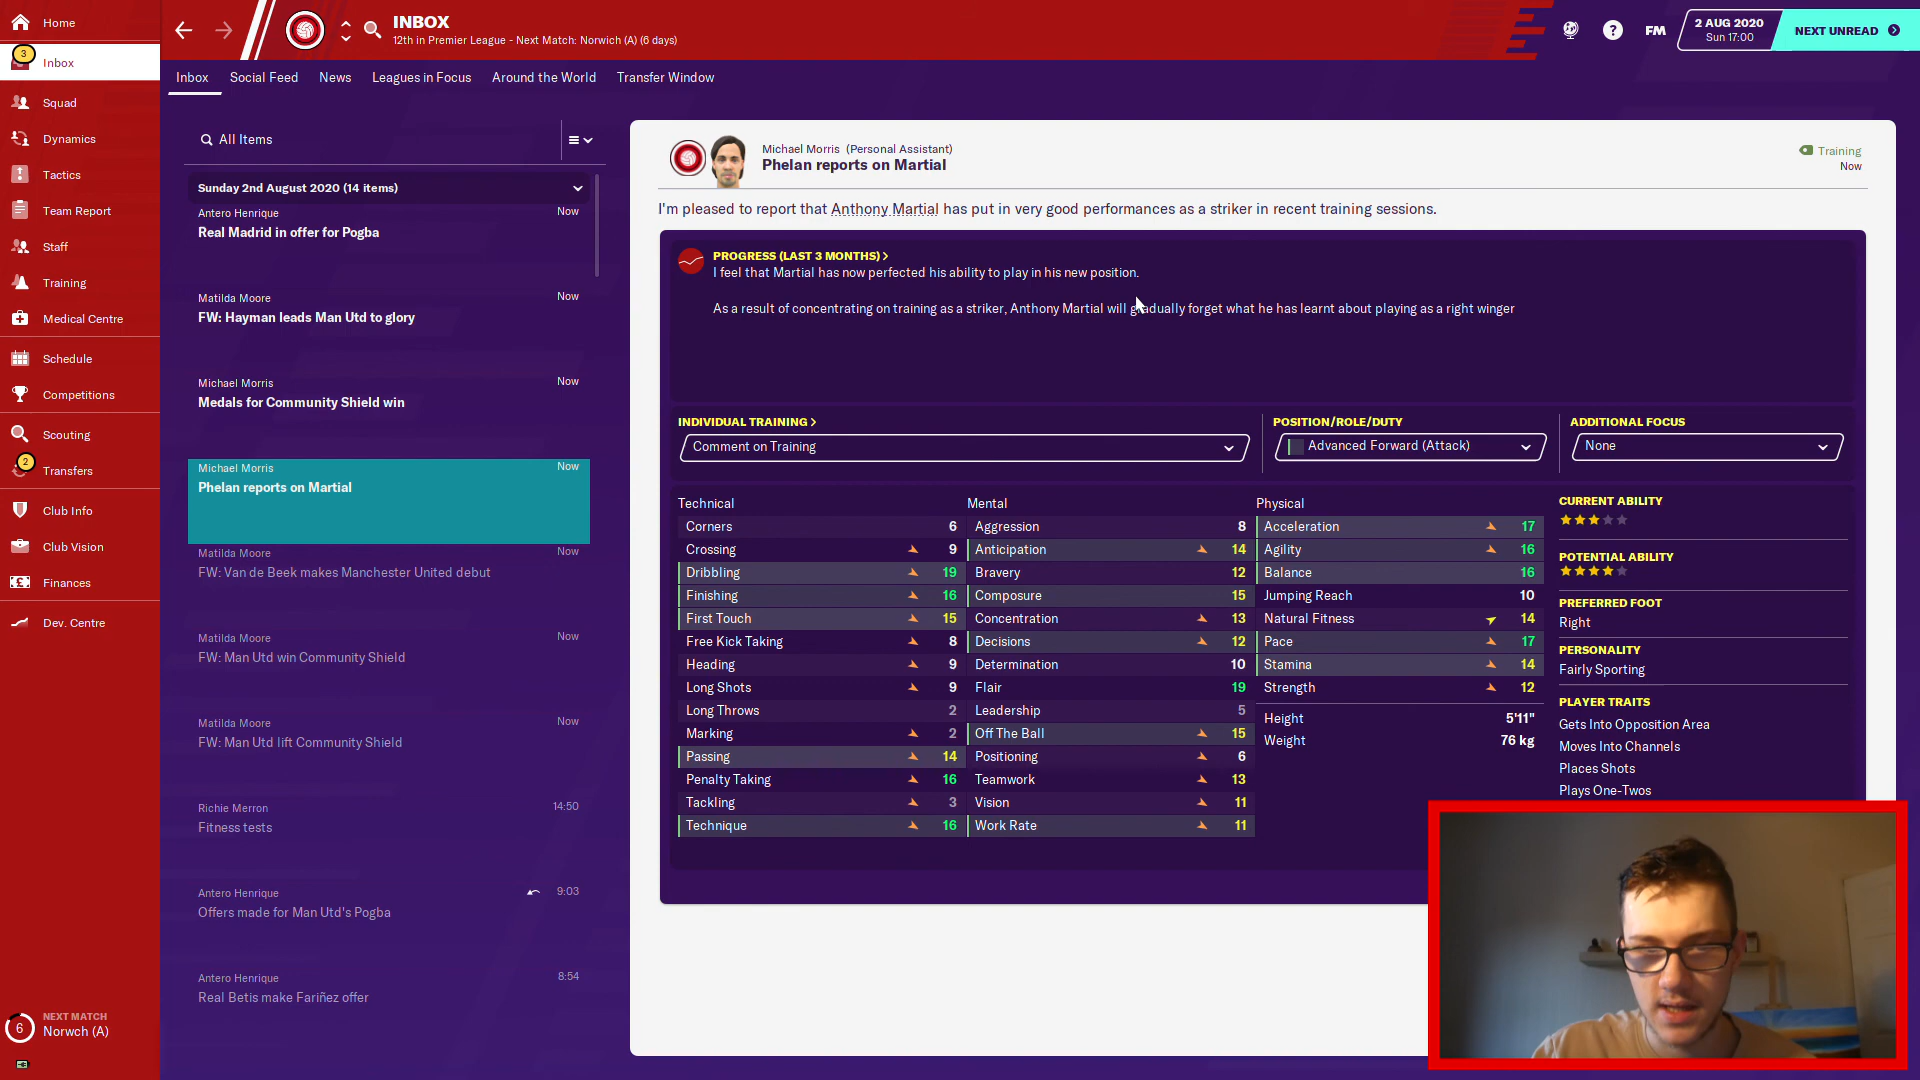 Home
3
Inbox
Squad
Dynamics
Tactics
Team Report
Staff
Training
Medical Centre
Schedule
Competitions
Scouting
2
Transfers
Club Info
Club Vision
Finances
Dev. Centre
6
NEXT MATCH
Norwch (A)
INBOX
12th in Premier League - Next Match: Norwich (A) (6 days)
FM
2 AUG 2020
Sun 17:00
NEXT UNREAD
Inbox
Social Feed
News
Leagues in Focus
Around the World
Transfer Window
All Items
Sunday 2nd August 2020 (14 items)
Antero Henrique Now
Real Madrid in offer for Pogba
Matilda Moore Now
FW: Hayman leads Man Utd to glory
Michael Morris Now
Medals for Community Shield win
Michael Morris Now
Phelan reports on Martial
Matilda Moore Now
FW: Van de Beek makes Manchester United debut
Matilda Moore Now
FW: Man Utd win Community Shield
Matilda Moore Now
FW: Man Utd lift Community Shield
Richie Merron 14:50
Fitness tests
Antero Henrique 9:03
Offers made for Man Utd's Pogba
Antero Henrique 8:54
Real Betis make Fariñez offer
Michael Morris (Personal Assistant)
Phelan reports on Martial
Training
Now
I'm pleased to report that Anthony Martial has put in very good performances as a striker in recent training sessions.
PROGRESS (LAST 3 MONTHS) >
I feel that Martial has now perfected his ability to play in his new position.
As a result of concentrating on training as a striker, Anthony Martial will gradually forget what he has learnt about playing as a right winger
INDIVIDUAL TRAINING >
Comment on Training
POSITION/ROLE/DUTY
Advanced Forward (Attack)
ADDITIONAL FOCUS
None
Technical
Corners 6
Crossing 9
Dribbling 19
Finishing 16
First Touch 15
Free Kick Taking 8
Heading 9
Long Shots 9
Long Throws 2
Marking 2
Passing 14
Penalty Taking 16
Tackling 3
Technique 16
Mental
Aggression 8
Anticipation 14
Bravery 12
Composure 15
Concentration 13
Decisions 12
Determination 10
Flair 19
Leadership 5
Off The Ball 15
Positioning 6
Teamwork 13
Vision 11
Work Rate 11
Physical
Acceleration 17
Agility 16
Balance 16
Jumping Reach 10
Natural Fitness 14
Pace 17
Stamina 14
Strength 12
Height 5'11"
Weight 76 kg
CURRENT ABILITY
POTENTIAL ABILITY
PREFERRED FOOT
Right
PERSONALITY
Fairly Sporting
PLAYER TRAITS
Gets Into Opposition Area
Moves Into Channels
Places Shots
Plays One-Twos